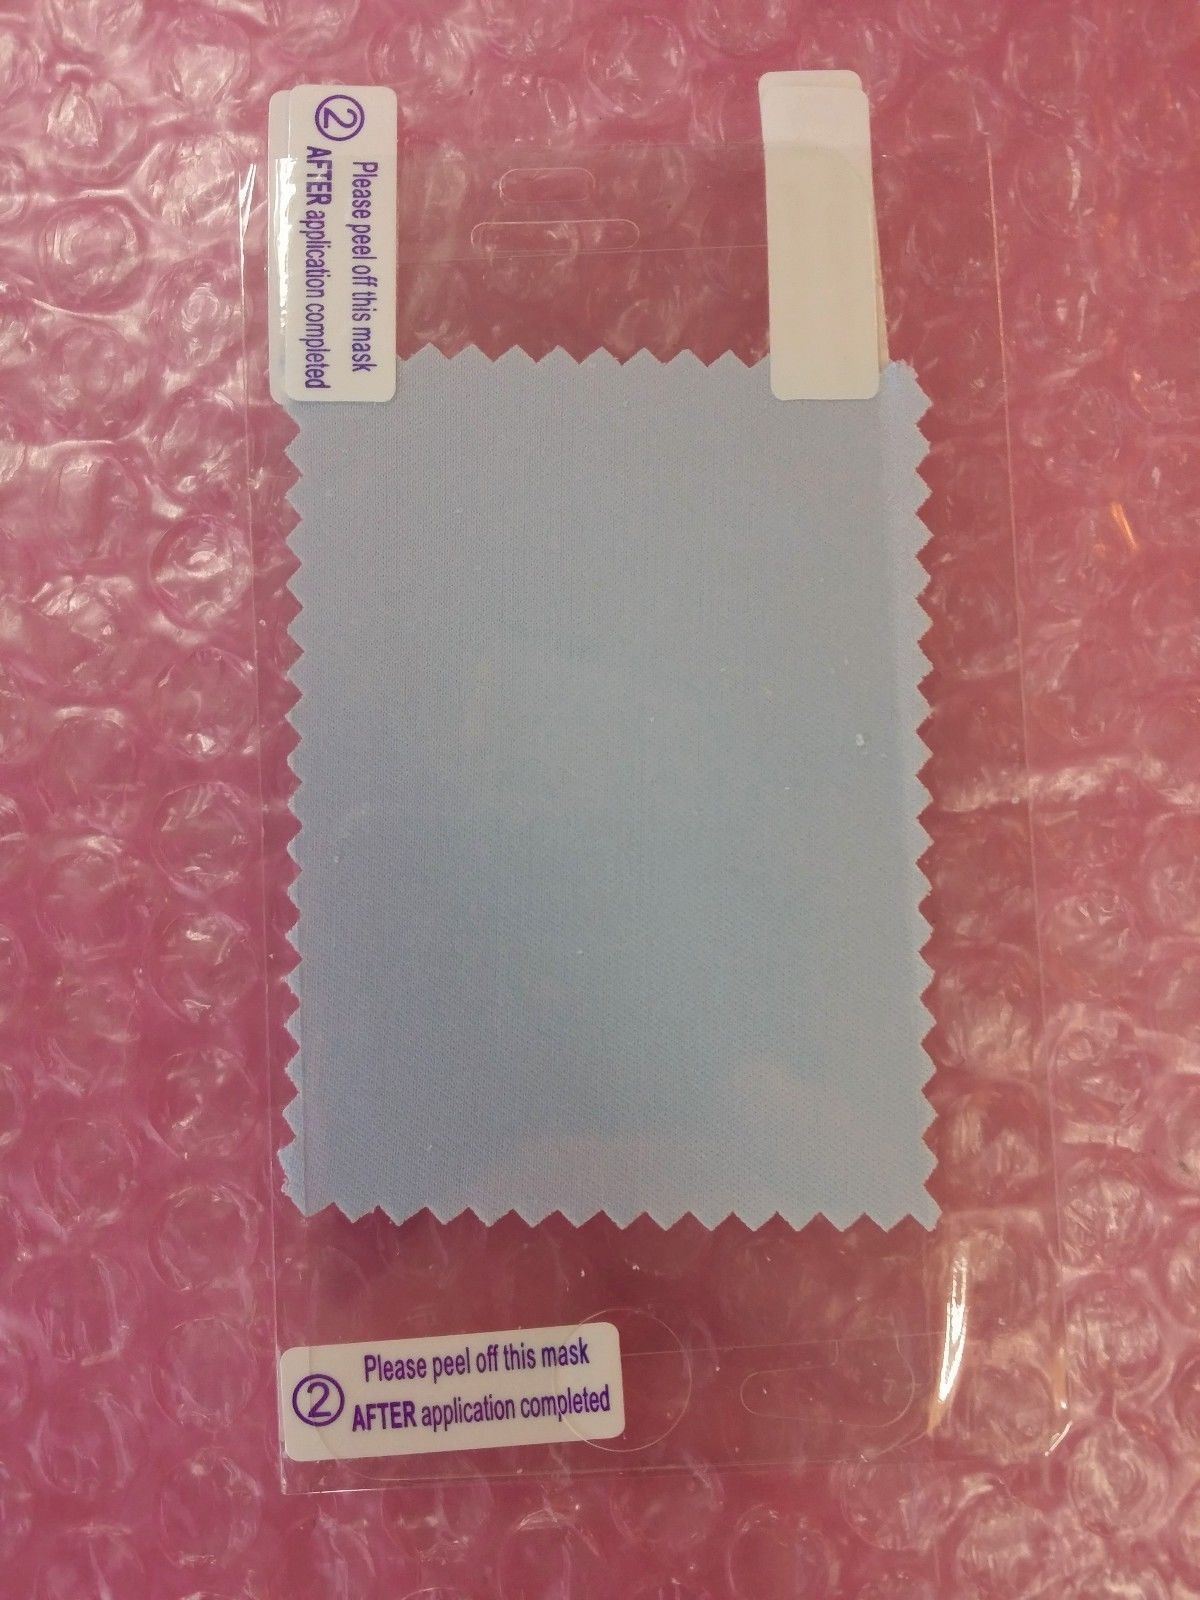 2
Please peel off this mask
AFTER application completed
Please peel off this mask
2
AFTER application completed